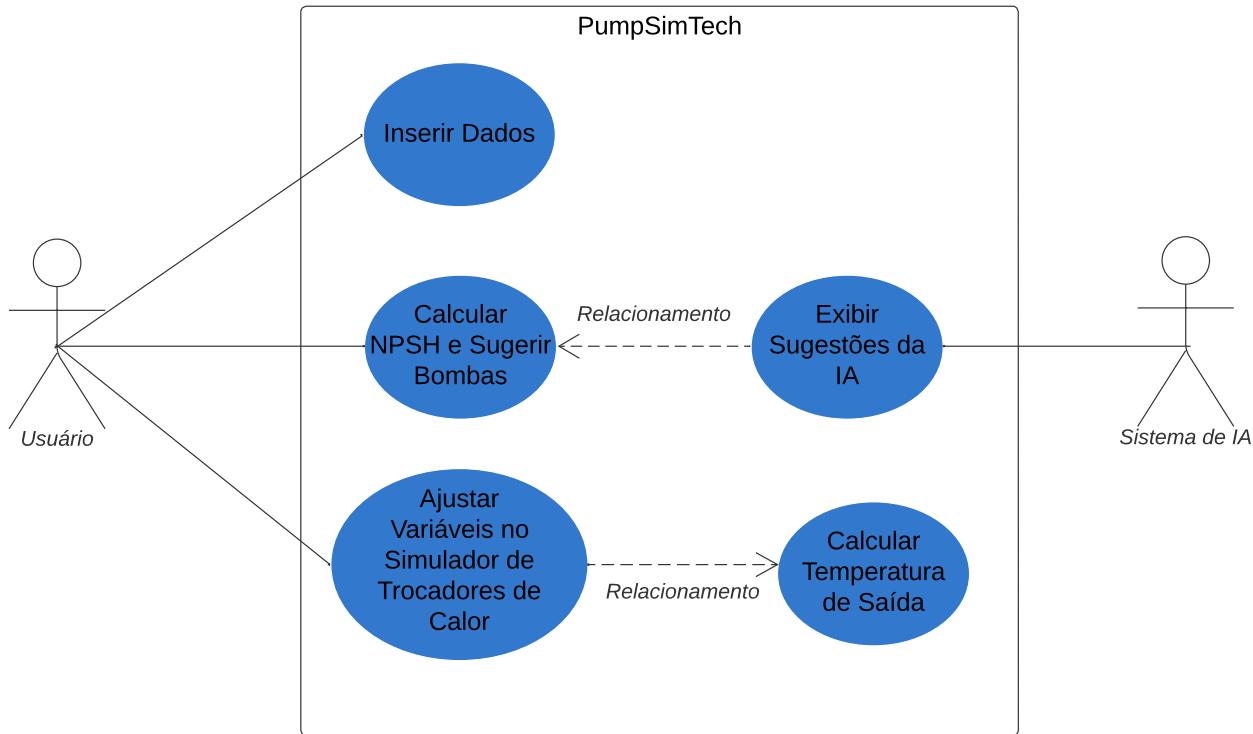 PumpSimTech
Inserir Dados
Calcular
NPSH e Sugerir
Bombas
Relacionamento
Exibir
Sugestões da
IA
Usuário
Sistema de IA
Ajustar
Variáveis no
Simulador de
Trocadores de
Calor
Relacionamento
Calcular
Temperatura
de Saída